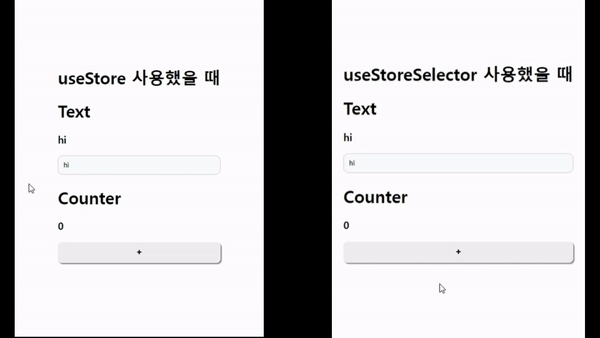 useStore 사용했을 때
Text
hi
hi
Counter
0
+
useStoreSelector 사용했을 때
Text
hi
hi
Counter
0
+